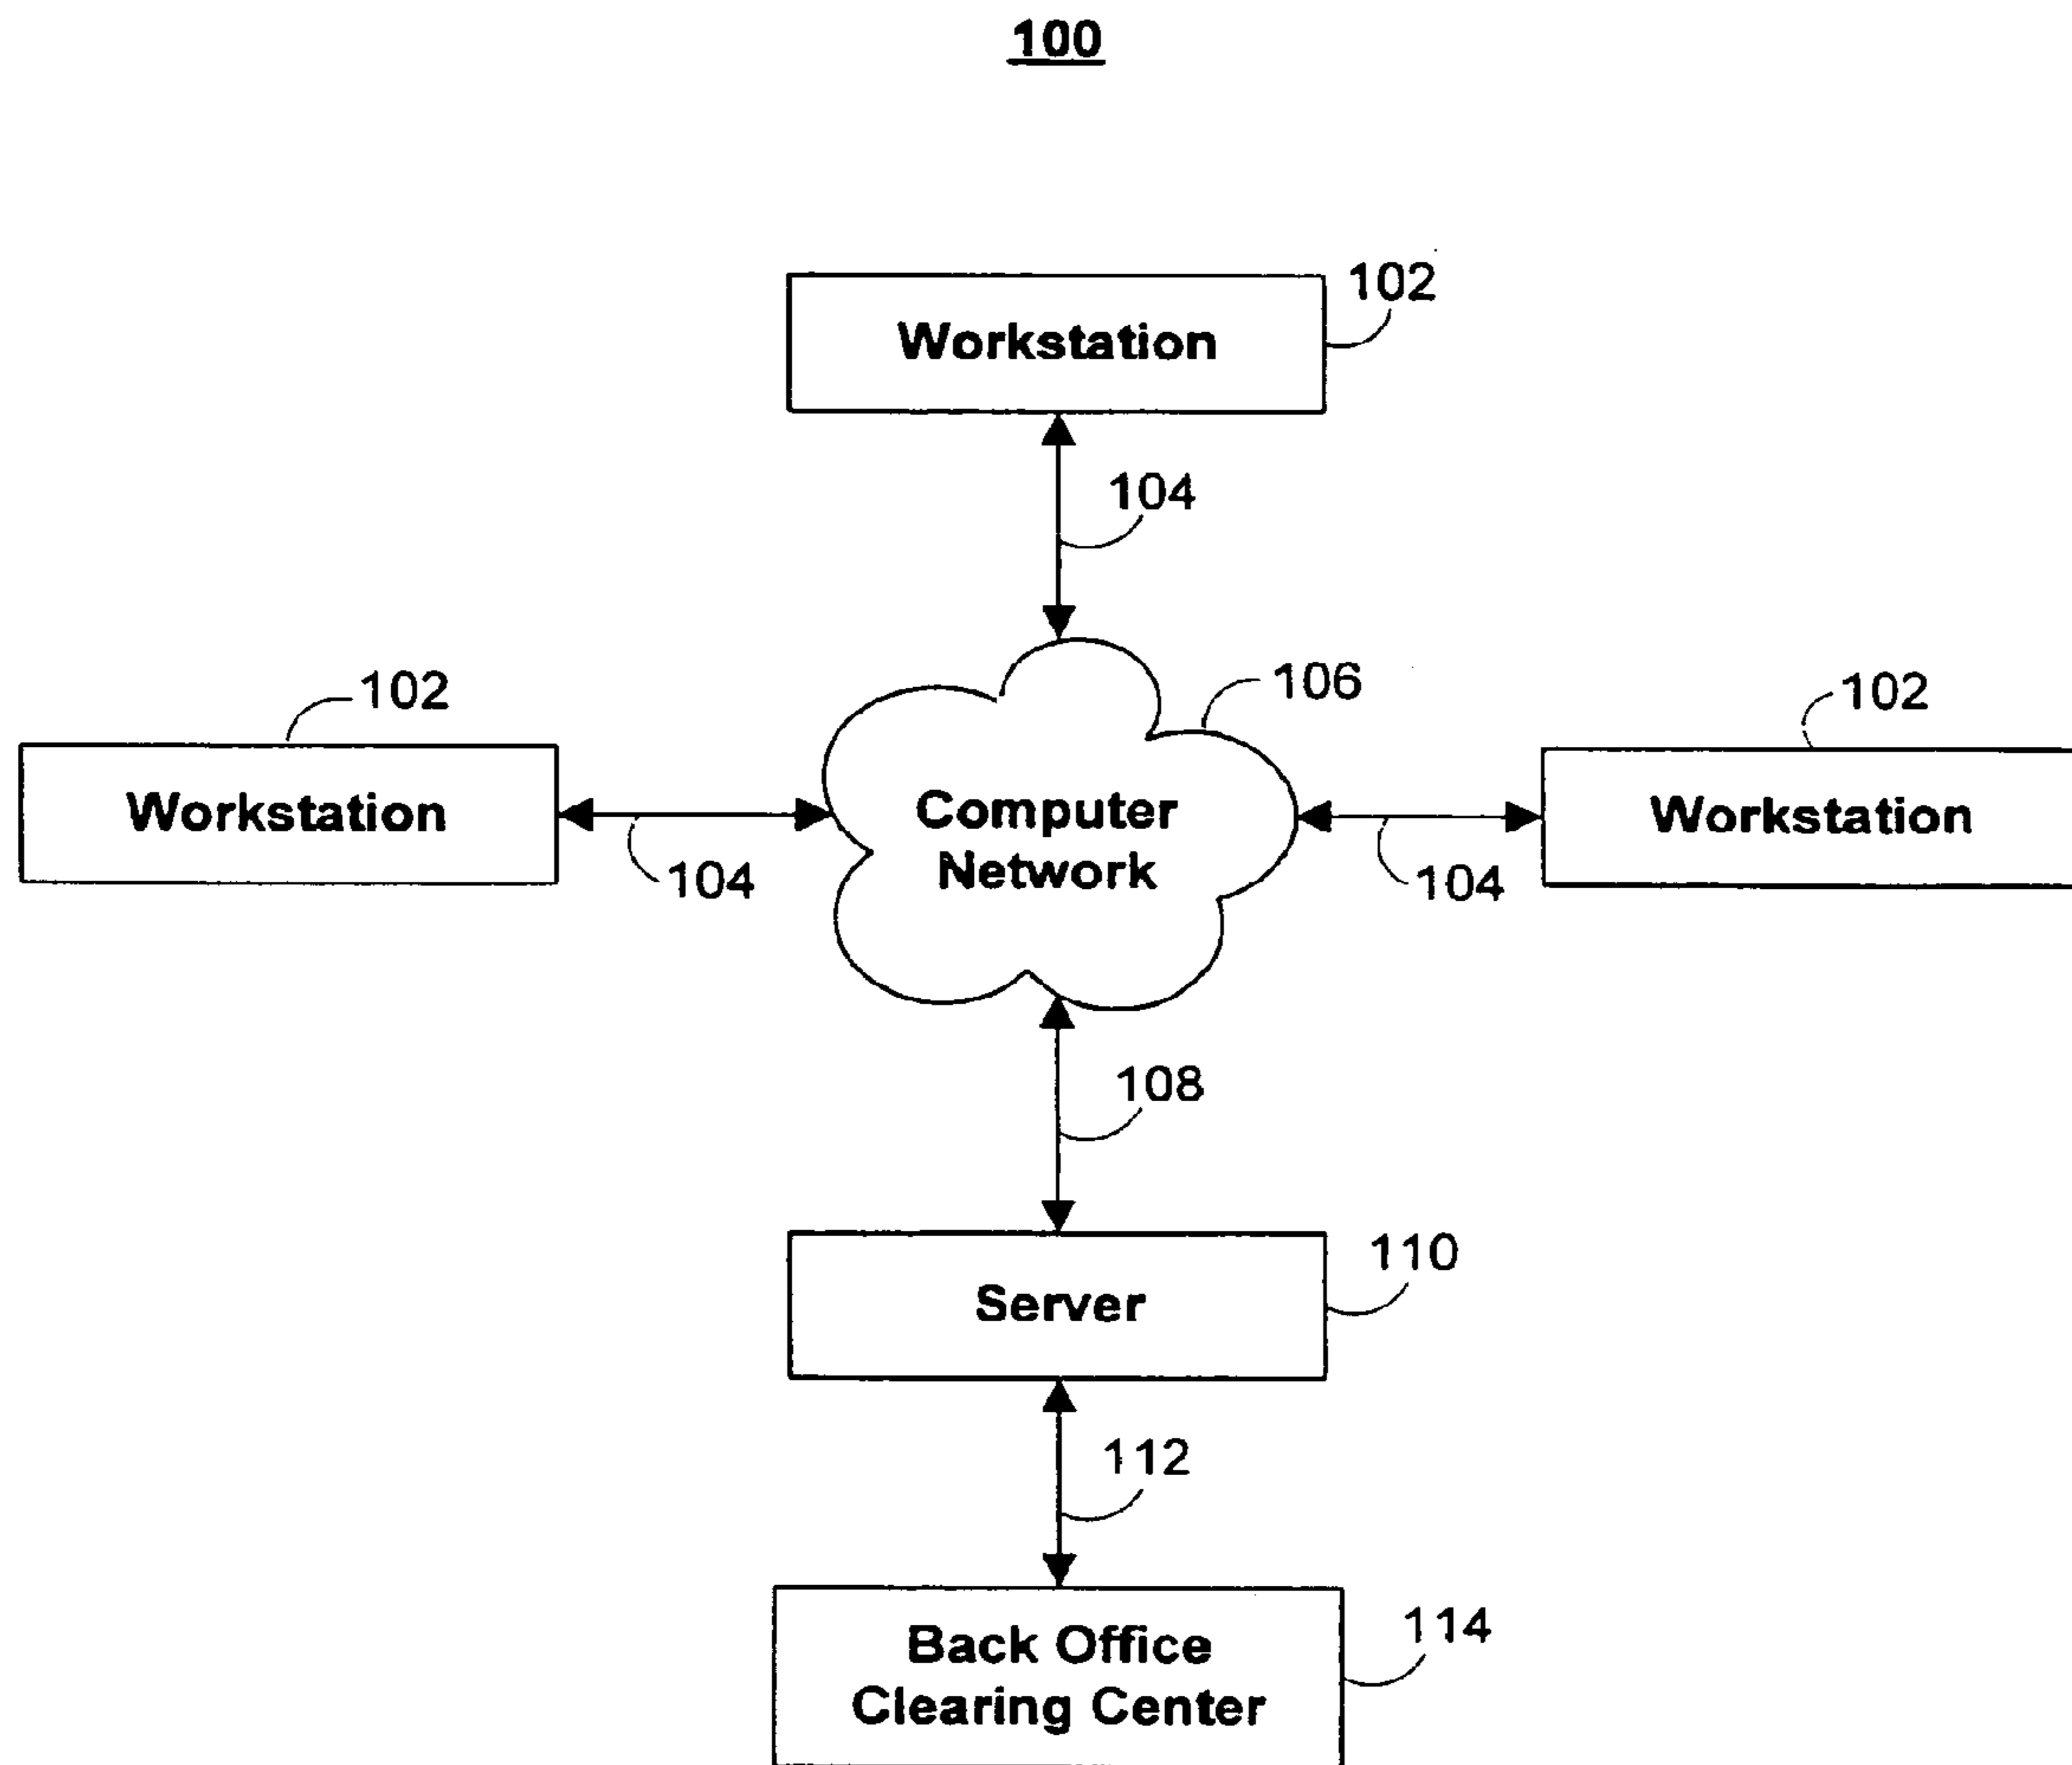 100
102
Workstation
104
102
106
102
Workstation
Computer
Network
Workstation
104
104
108
110
Server
112
114
Back Office
Clearing Center